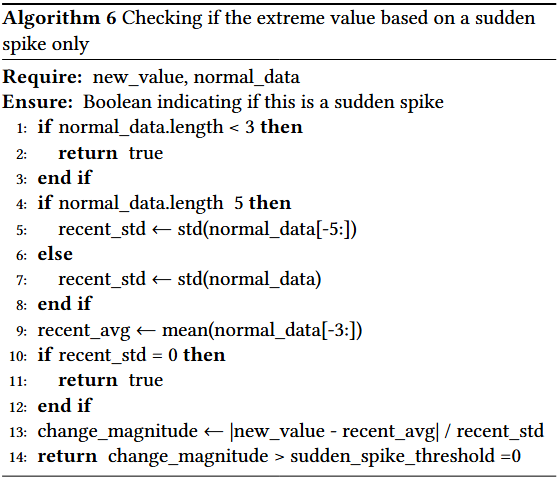 Algorithm 6 Checking if the extreme value based on a sudden
spike only
Require: new_value, normal_data
Ensure: Boolean indicating if this is a sudden spike
1: if normal_data.length < 3 then
2: return true
3: end if
4: if normal_data.length 5 then
5: recent_std ← std(normal_data[-5:])
6: else
7: recent_std ← std(normal_data)
8: end if
9: recent_avg ← mean(normal_data[-3:])
10: if recent_std = 0 then
11: return true
12: end if
13: change_magnitude ← |new_value - recent_avg| / recent_std
14: return change_magnitude > sudden_spike_threshold =0